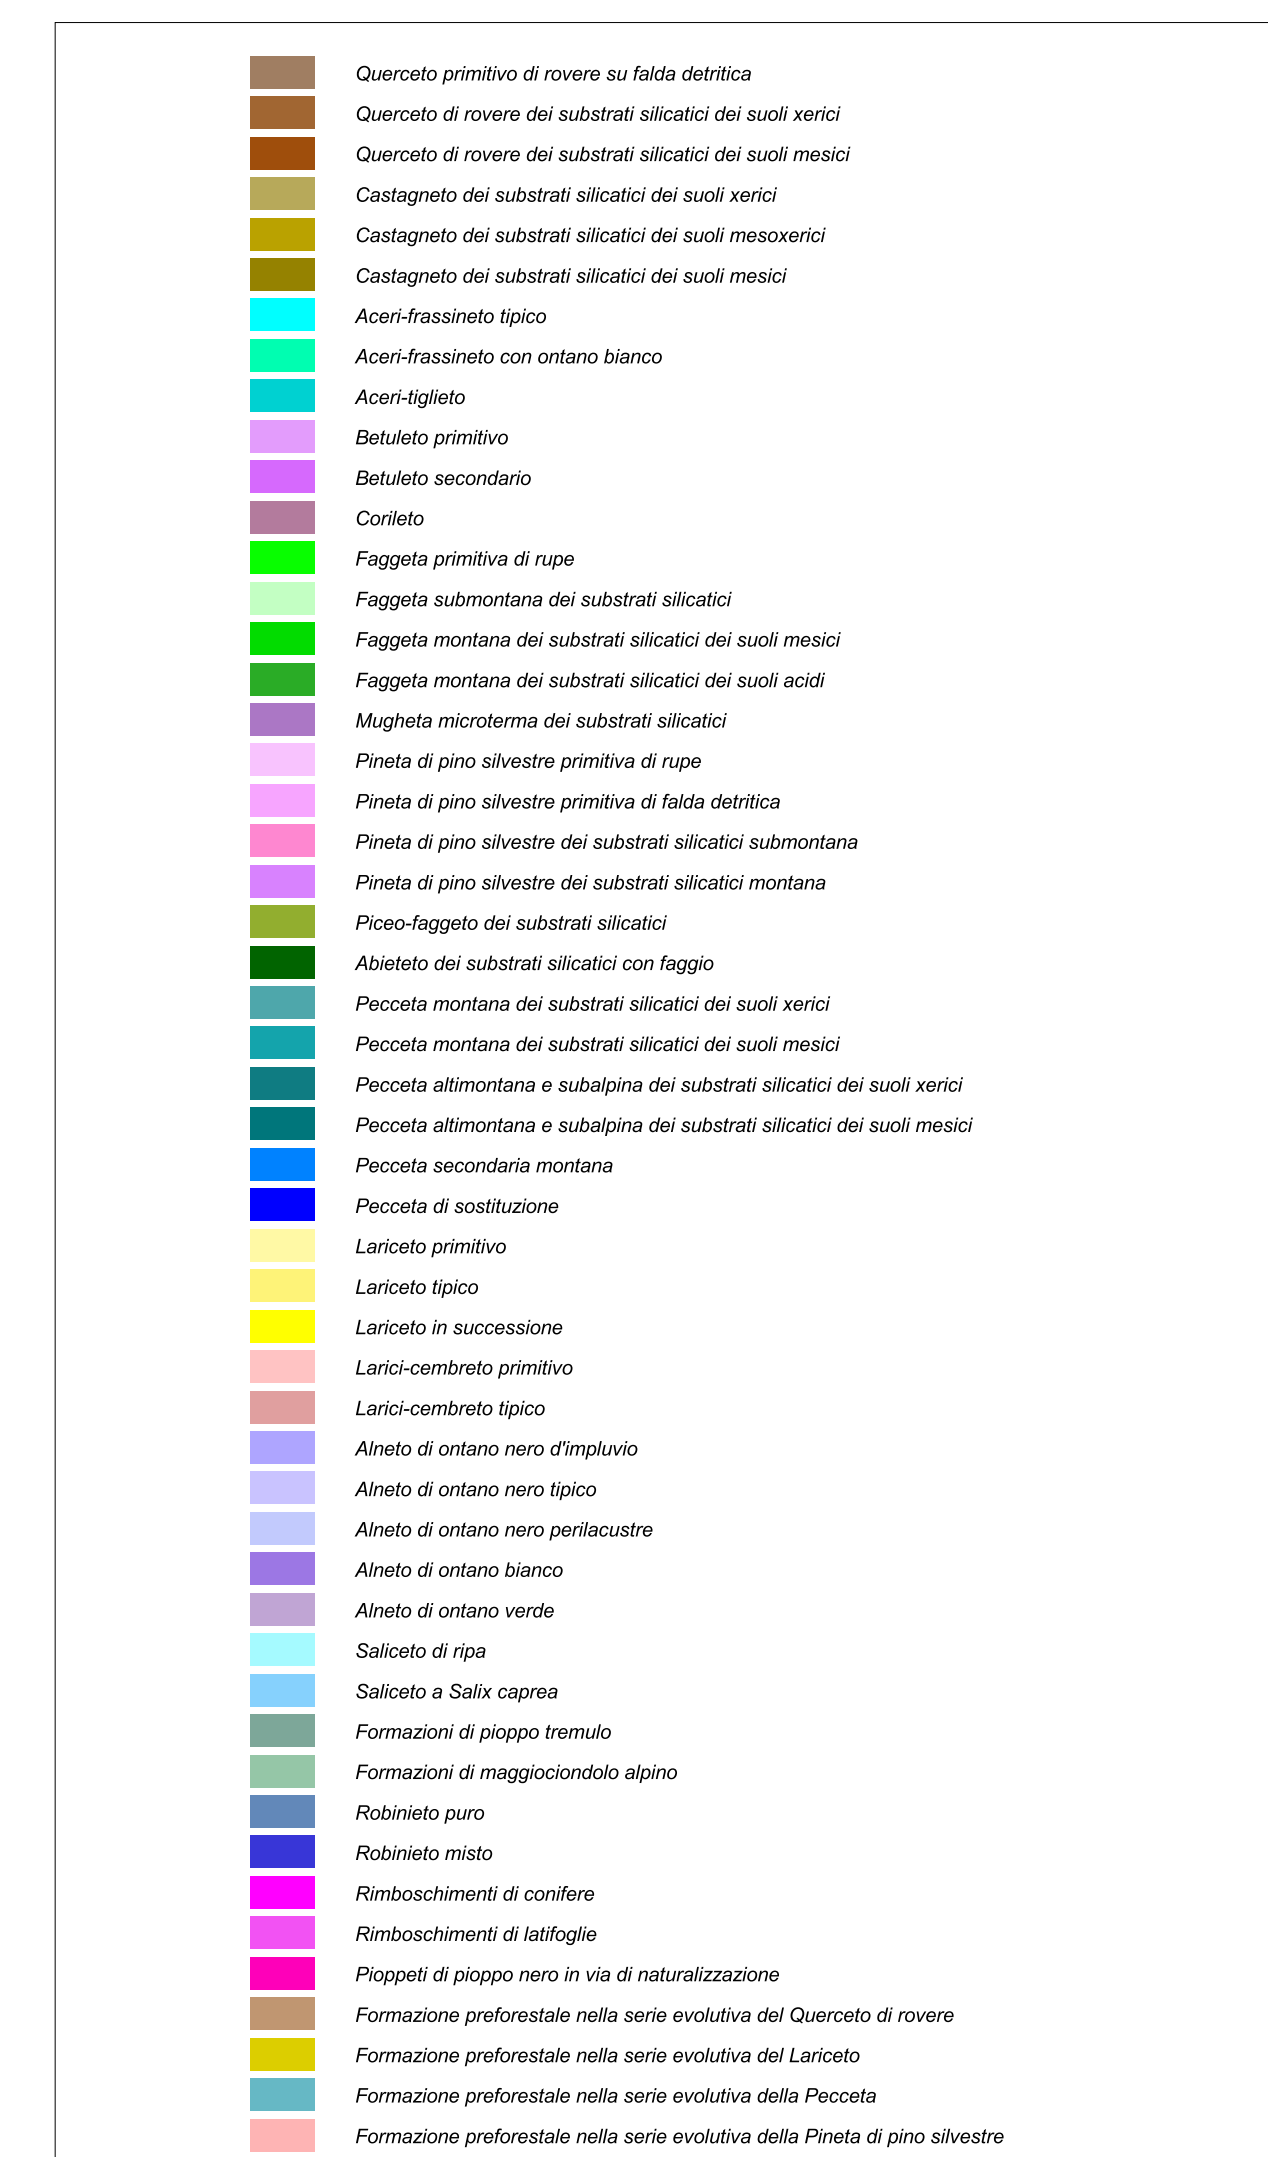 Querceto primitivo di rovere su falda detritica
Querceto di rovere dei substrati silicatici dei suoli xerici
Querceto di rovere dei substrati silicatici dei suoli mesici
Castagneto dei substrati silicatici dei suoli xerici
Castagneto dei substrati silicatici dei suoli mesoxerici
Castagneto dei substrati silicatici dei suoli mesici
Aceri-frassineto tipico
Aceri-frassineto con ontano bianco
Aceri-tiglieto
Betuleto primitivo
Betuleto secondario
Corileto
Faggeta primitiva di rupe
Faggeta submontana dei substrati silicatici
Faggeta montana dei substrati silicatici dei suoli mesici
Faggeta montana dei substrati silicatici dei suoli acidi
Mugheta microterma dei substrati silicatici
Pineta di pino silvestre primitiva di rupe
Pineta di pino silvestre primitiva di falda detritica
Pineta di pino silvestre dei substrati silicatici submontana
Pineta di pino silvestre dei substrati silicatici montana
Piceo-faggeto dei substrati silicatici
Abieteto dei substrati silicatici con faggio
Pecceta montana dei substrati silicatici dei suoli xerici
Pecceta montana dei substrati silicatici dei suoli mesici
Pecceta altimontana e subalpina dei substrati silicatici dei suoli xerici
Pecceta altimontana e subalpina dei substrati silicatici dei suoli mesici
Pecceta secondaria montana
Pecceta di sostituzione
Lariceto primitivo
Lariceto tipico
Lariceto in successione
Larici-cembreto primitivo
Larici-cembreto tipico
Alneto di ontano nero d'impluvio
Alneto di ontano nero tipico
Alneto di ontano nero perilacustre
Alneto di ontano bianco
Alneto di ontano verde
Saliceto di ripa
Saliceto a Salix caprea
Formazioni di pioppo tremulo
Formazioni di maggiociondolo alpino
Robinieto puro
Robinieto misto
Rimboschimenti di conifere
Rimboschimenti di latifoglie
Pioppeti di pioppo nero in via di naturalizzazione
Formazione preforestale nella serie evolutiva del Querceto di rovere
Formazione preforestale nella serie evolutiva del Lariceto
Formazione preforestale nella serie evolutiva della Pecceta
Formazione preforestale nella serie evolutiva della Pineta di pino silvestre